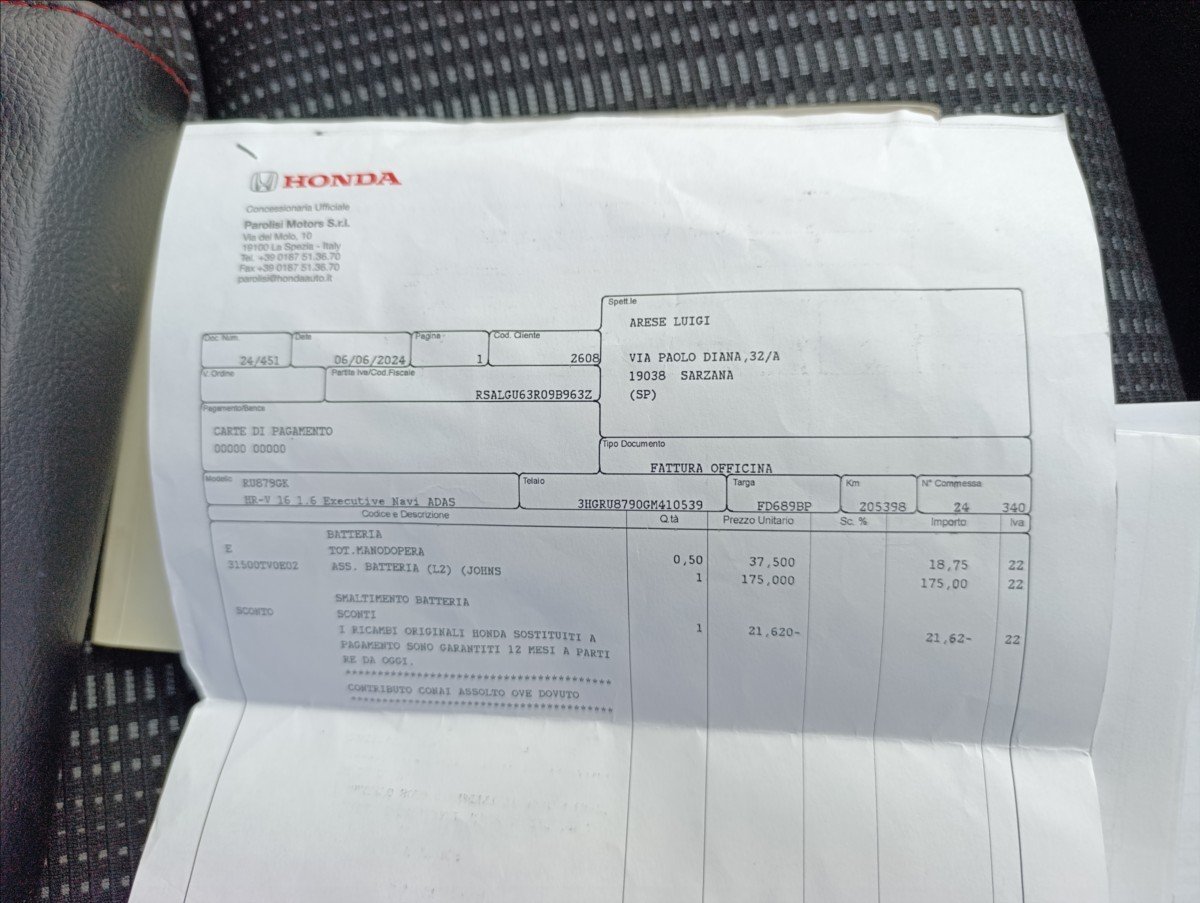 HONDA
Concessionaria Ufficiale
Parolisi Motors S.r.l.
Via del Molo, 10
19100 La Spezia - Italy
Tel. +39 0187 51.36.70
Fax +39 0187 51.36.70
parolisi@hondaauto.it
Spett.le
ARESE LUIGI
VIA PAOLO DIANA,32/A
19038 SARZANA
(SP)
Doc. Num. Data Pagina Cod. Cliente
24/451 06/06/2024 1 2608
V. Ordine Partita Iva/Cod.Fiscale
RSALGU63R09B963Z
Pagamento/Banca
CARTE DI PAGAMENTO
00000 00000
Tipo Documento
FATTURA OFFICINA
Modello RU879GK Telaio Targa Km N° Commessa
HR-V 16 1.6 Executive Navi ADAS 3HGRU8790GM410539 FD689BP 205398 24 340
Codice e Descrizione Q.tà Prezzo Unitario Sc. % Importo Iva
BATTERIA
E TOT.MANODOPERA 0,50 37,500 18,75 22
31500TV0E02 ASS. BATTERIA (L2) (JOHNS 1 175,000 175,00 22
SMALTIMENTO BATTERIA
SCONTO SCONTI 1 21,620- 21,62- 22
I RICAMBI ORIGINALI HONDA SOSTITUITI A
PAGAMENTO SONO GARANTITI 12 MESI A PARTI
RE DA OGGI.
****************************************
CONTRIBUTO CONAI ASSOLTO OVE DOVUTO
****************************************